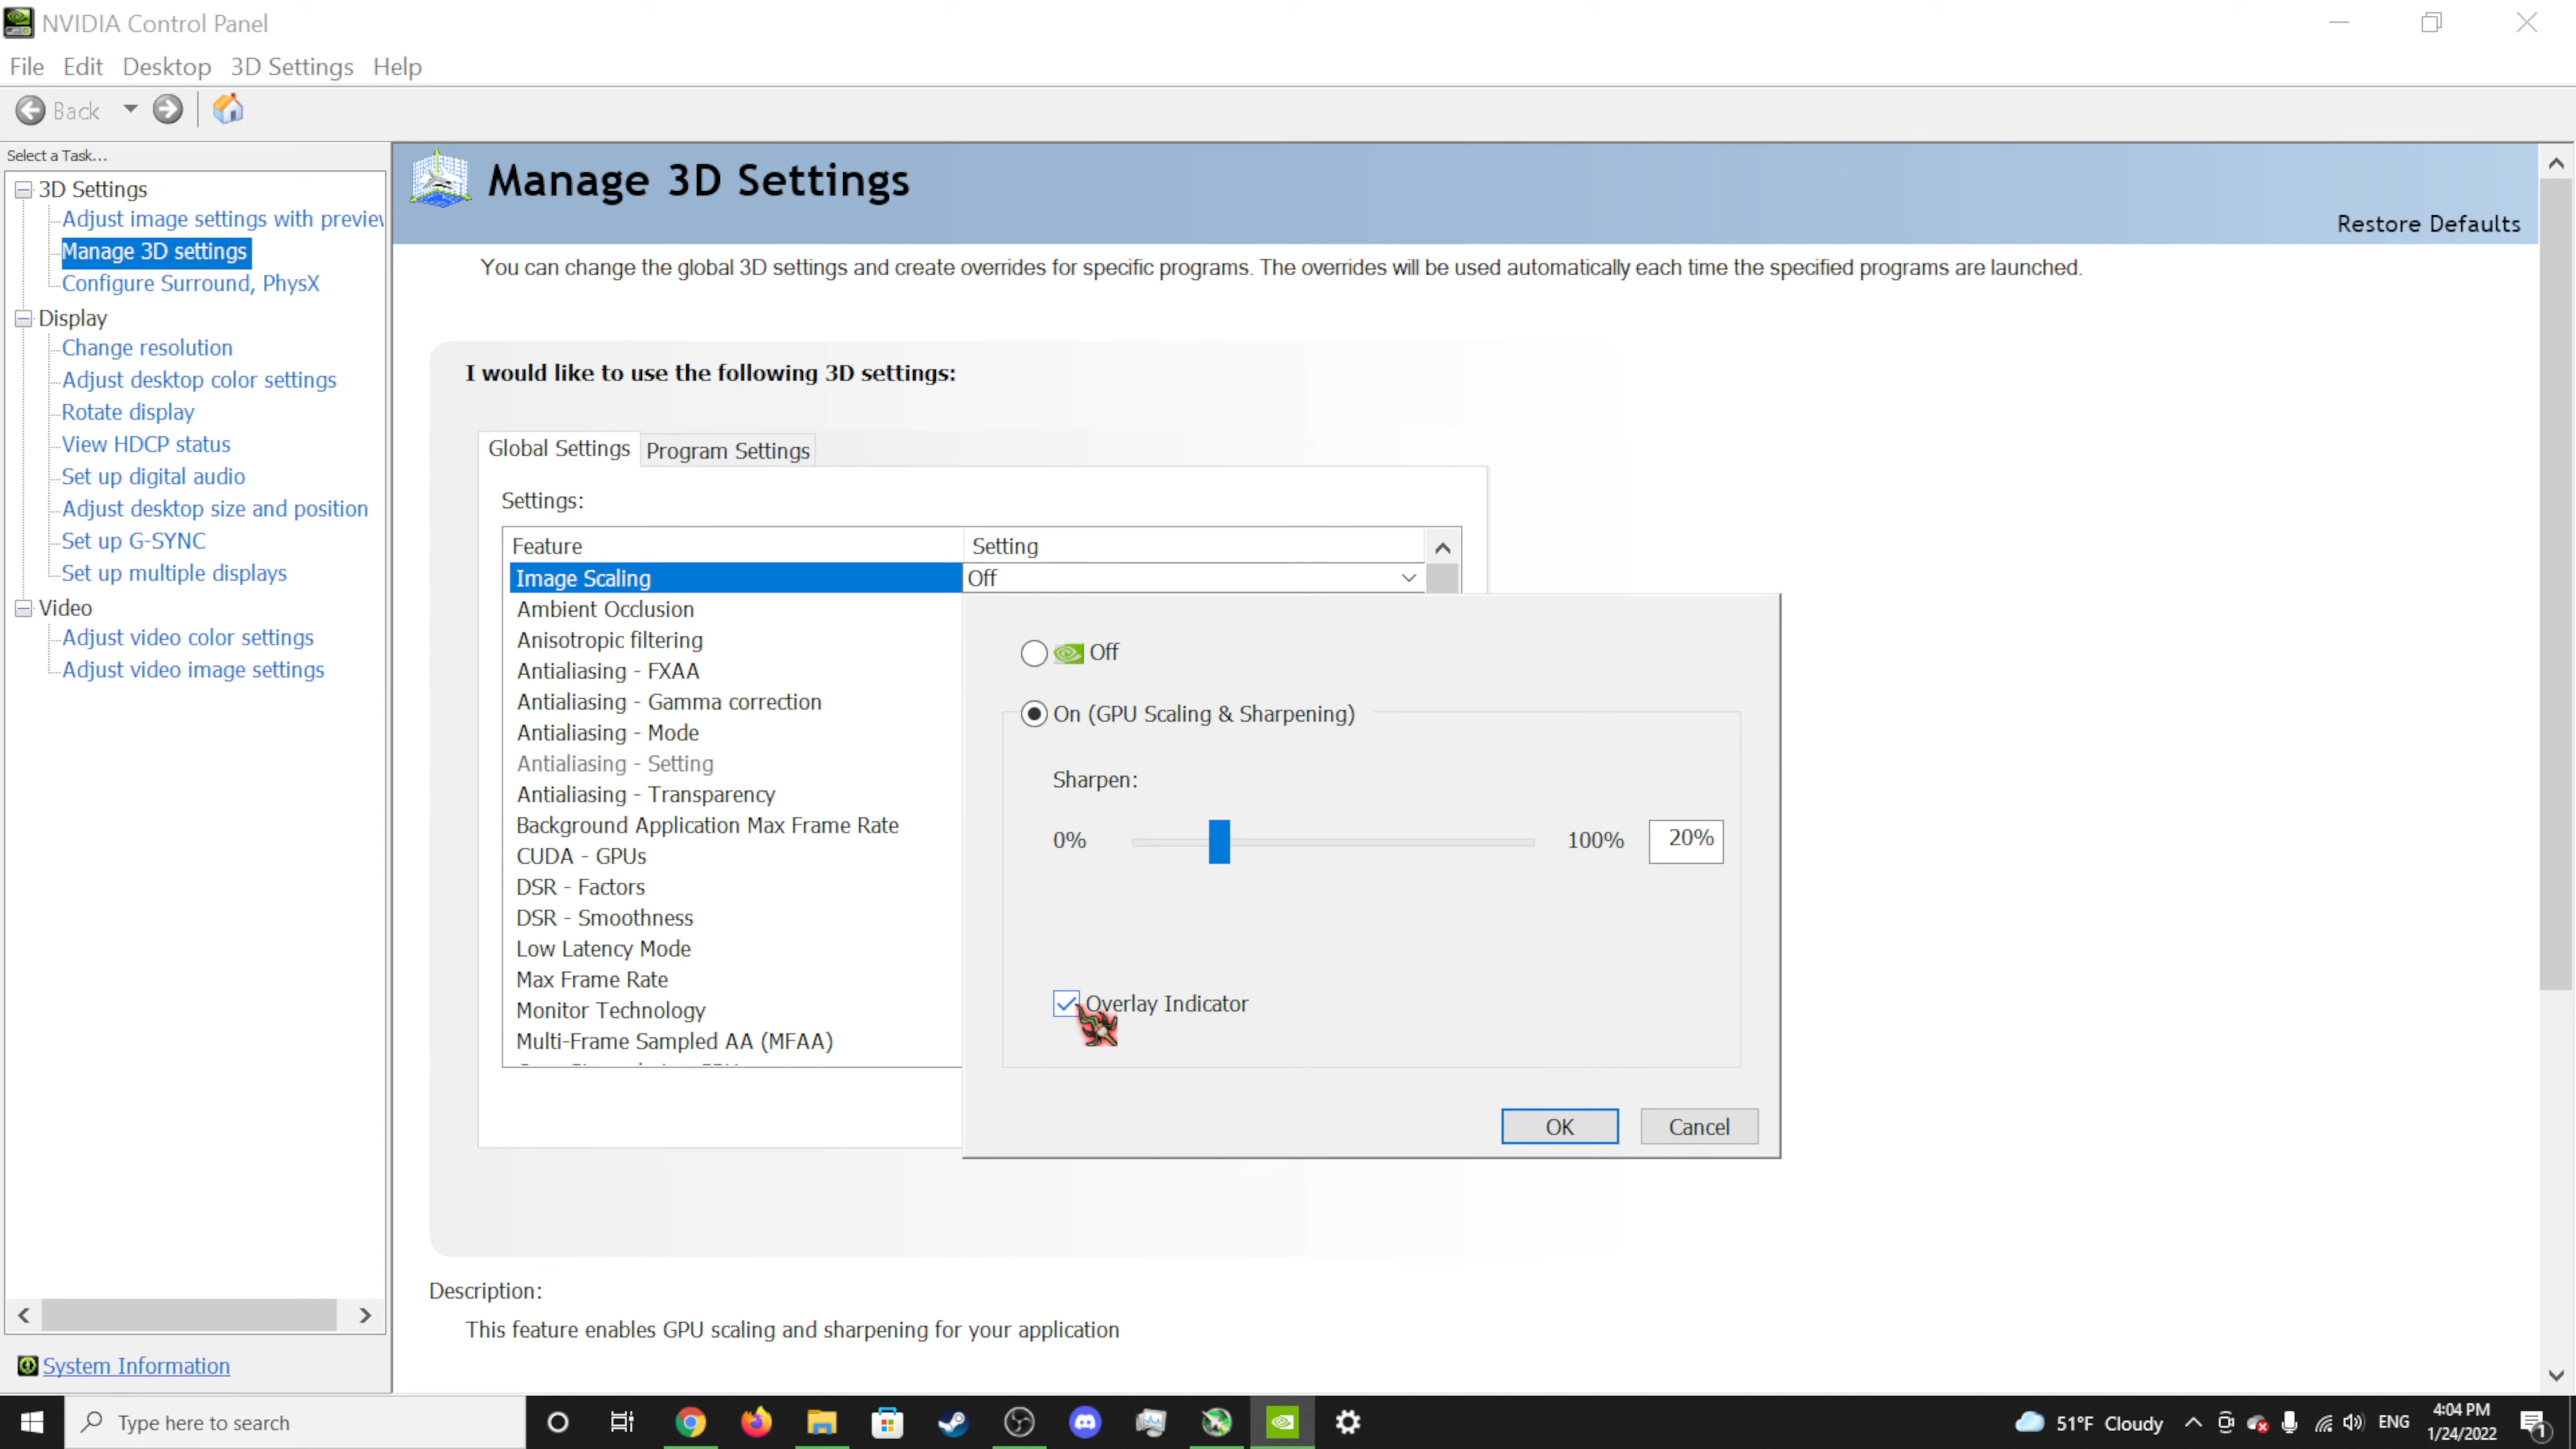 NVIDIA Control Panel
File Edit Desktop 3D Settings Help
Back
Select a Task...
3D Settings
Adjust image settings with preview
Manage 3D settings
Configure Surround, PhysX
Display
Change resolution
Adjust desktop color settings
Rotate display
View HDCP status
Set up digital audio
Adjust desktop size and position
Set up G-SYNC
Set up multiple displays
Video
Adjust video color settings
Adjust video image settings
System Information
Manage 3D Settings
Restore Defaults
You can change the global 3D settings and create overrides for specific programs. The overrides will be used automatically each time the specified programs are launched.
I would like to use the following 3D settings:
Global Settings Program Settings
Settings:
Feature Setting
Image Scaling Off
Ambient Occlusion
Anisotropic filtering
Antialiasing - FXAA
Antialiasing - Gamma correction
Antialiasing - Mode
Antialiasing - Setting
Antialiasing - Transparency
Background Application Max Frame Rate
CUDA - GPUs
DSR - Factors
DSR - Smoothness
Low Latency Mode
Max Frame Rate
Monitor Technology
Multi-Frame Sampled AA (MFAA)
Off
On (GPU Scaling & Sharpening)
Sharpen:
0% 100% 20%
Overlay Indicator
OK Cancel
Description:
This feature enables GPU scaling and sharpening for your application
Type here to search
51°F Cloudy ENG 4:04 PM
1/24/2022
1